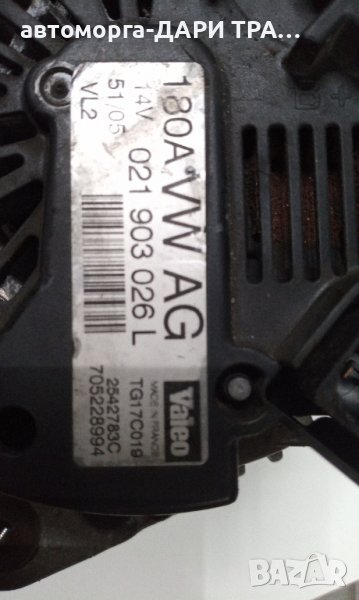 автоморга-ДАРИ ТРА...
180A VW AG
14V 021 903 026 L
51/05
VL2
Valeo
MADE IN FRANCE
TG17C019
2542783C
705228994
BAZAR